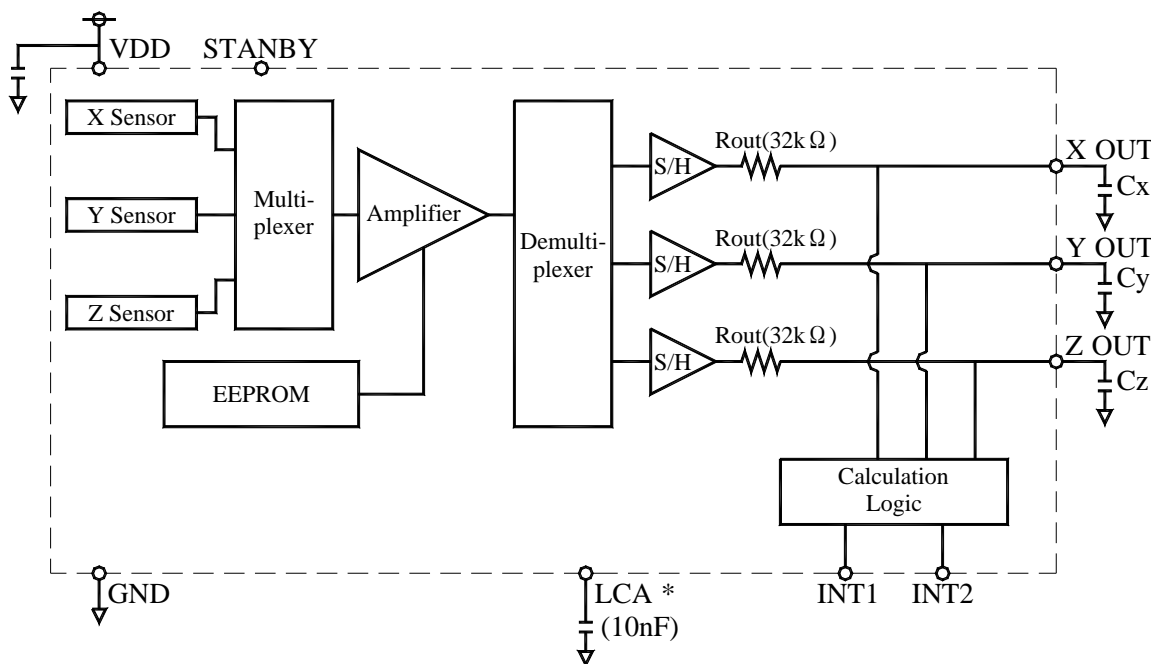 VDD
STANBY
X Sensor
Y Sensor
Z Sensor
Multi-
plexer
Amplifier
EEPROM
Demulti-
plexer
S/H
Rout(32kΩ)
X OUT
Cx
S/H
Rout(32kΩ)
Y OUT
Cy
S/H
Rout(32kΩ)
Z OUT
Cz
Calculation
Logic
GND
LCA *
(10nF)
INT1
INT2